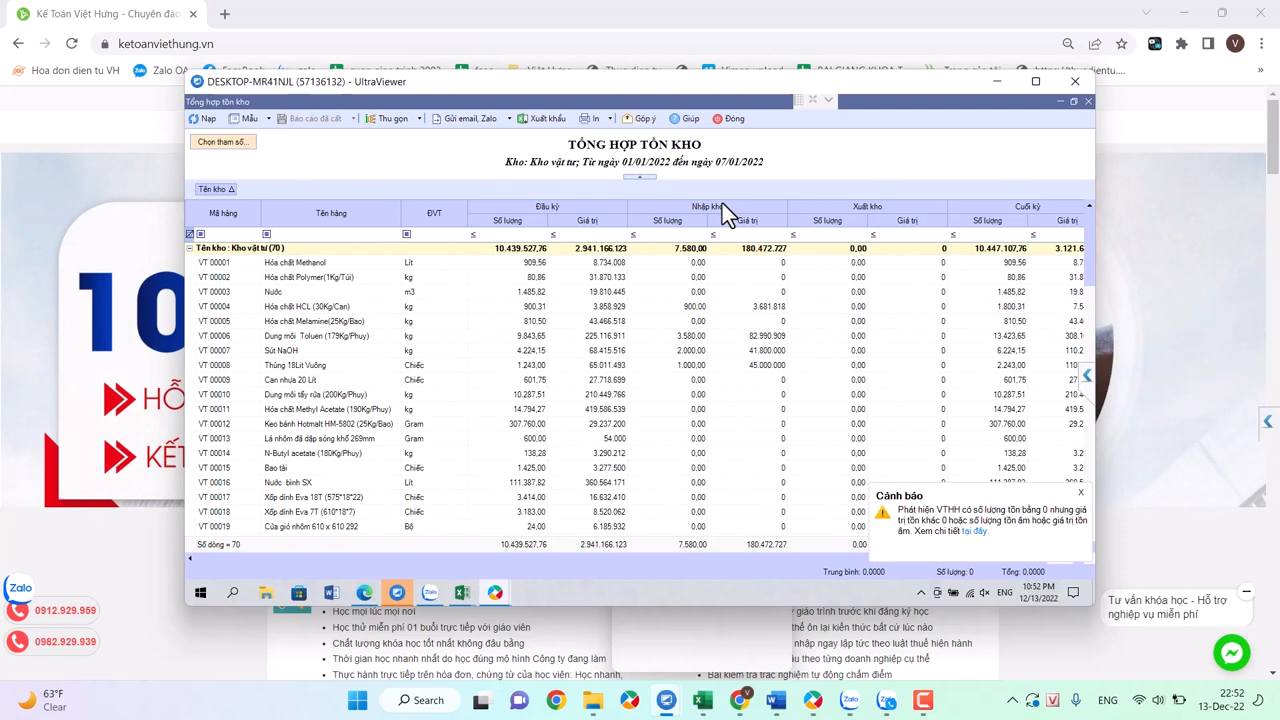 Kế Toán Việt Hưng - Chuyên đào
ketoanviethung.vn
Hoa don dien tu VH
Zalo OA
DESKTOP-MR41NJL (57136132) - UltraViewer
Tổng hợp tồn kho
Nạp Mẫu Báo cáo đã cất Thu gọn Gửi email, Zalo Xuất khẩu In Góp ý Giúp Đóng
Chọn tham số...
TỔNG HỢP TỒN KHO
Kho: Kho vật tư; Từ ngày 01/01/2022 đến ngày 07/01/2022
Tên kho
Mã hàng Tên hàng ĐVT Đầu kỳ Nhập kho Xuất kho Cuối kỳ
Số lượng Giá trị Số lượng Giá trị Số lượng Giá trị Số lượng Giá trị
Tên kho : Kho vật tư (70 ) 10.439.527,76 2.941.166.123 7.580,00 180.472.727 0,00 0 10.447.107,76 3.121.6
VT 00001 Hóa chất Methanol Lít 909,56 8.734.008 0,00 0 0,00 0 909,56 8.7
VT 00002 Hóa chất Polymer(1Kg/Túi) kg 80,86 31.870.133 0,00 0 0,00 0 80,86 31.8
VT 00003 Nước m3 1.485,82 19.810.445 0,00 0 0,00 0 1.485,82 19.8
VT 00004 Hóa chất HCL (30Kg/Can) kg 900,31 3.858.929 900,00 3.681.818 0,00 0 1.800,31 7.5
VT 00005 Hóa chất Melamine(25Kg/Bao) kg 810,50 43.466.518 0,00 0 0,00 0 810,50 43.4
VT 00006 Dung môi Toluen (179Kg/Phuy) kg 9.843,65 225.116.911 3.580,00 82.990.909 0,00 0 13.423,65 308.1
VT 00007 Sút NaOH kg 4.224,15 68.415.516 2.000,00 41.800.000 0,00 0 6.224,15 110.2
VT 00008 Thùng 18Lit Vuông Chiếc 1.243,00 65.011.493 1.000,00 45.000.000 0,00 0 2.243,00 110
VT 00009 Can nhựa 20 Lít Chiếc 601,75 27.718.699 0,00 0 0,00 0 601,75 27
VT 00010 Dung môi tẩy rửa (200Kg/Phuy) kg 10.287,51 210.449.766 0,00 0 0,00 0 10.287,51 210.4
VT 00011 Hóa chất Methyl Acetate (190Kg/Phuy) kg 14.794,27 419.586.539 0,00 0 0,00 0 14.794,27 419.5
VT 00012 Keo bánh Hotmalt HM-5802 (25Kg/Bao) Gram 307.760,00 29.237.200 0,00 0 0,00 0 307.760,00 29.2
VT 00013 Lá nhôm đã dập sóng khổ 269mm Gram 600,00 54.000 0,00 0 0,00 0 600,00
VT 00014 N-Butyl acetate (180Kg/Phuy) kg 138,28 3.290.212 0,00 0 0,00 0 138,28 3.2
VT 00015 Bao tải Chiếc 1.425,00 3.277.500 0,00 0 0,00 0 1.425,00 3.2
VT 00016 Nước bình SX Lít 111.387,82 360.564.171 0,00 0 0,00 0
VT 00017 Xốp dính Eva 18T (575*18*22) Chiếc 3.414,00 16.632.410 0,00 0 0,00
VT 00018 Xốp dính Eva 7T (610*18*7) Chiếc 3.183,00 8.520.062 0,00 0 0,00
VT 00019 Cửa gió nhôm 610 x 610 292 Bộ 24,00 6.185.932 0,00 0 0,00
Số dòng = 70 10.439.527,76 2.941.166.123 7.580,00 180.472.727 0,00
Cảnh báo X
Phát hiện VTHH có số lượng tồn bằng 0 nhưng giá
trị tồn khác 0 hoặc số lượng tồn âm hoặc giá trị tồn
âm. Xem chi tiết tại đây.
Trung bình: 0,0000 Số lượng: 0 Tổng: 0,0000
ENG 10:52 PM
12/13/2022
10
HỖ
KẾT
Zalo
0912.929.959
0982.929.939
Học mọi lúc mọi nơi
Học thử miễn phí 01 buổi trực tiếp với giáo viên
Chất lượng khóa học tốt nhất không đâu bằng
Thời gian học nhanh nhất do học đúng mô hình Công ty đang làm
Thực hành trực tiếp trên hóa đơn, chứng từ của học viên: Học nhanh,
giáo trình trước khi đăng ký
thể ôn lại kiến thức bất cứ lúc nào
nhập ngay lập tức theo luật thuế hiện hành
ầu theo từng doanh nghiệp cụ thể
Bài kiểm tra trắc nghiệm tự động chấm điểm
Tư vấn khóa học - Hỗ trợ
nghiệp vụ miễn phí
63°F
Clear
Search
ENG
22:52
13-Dec-22